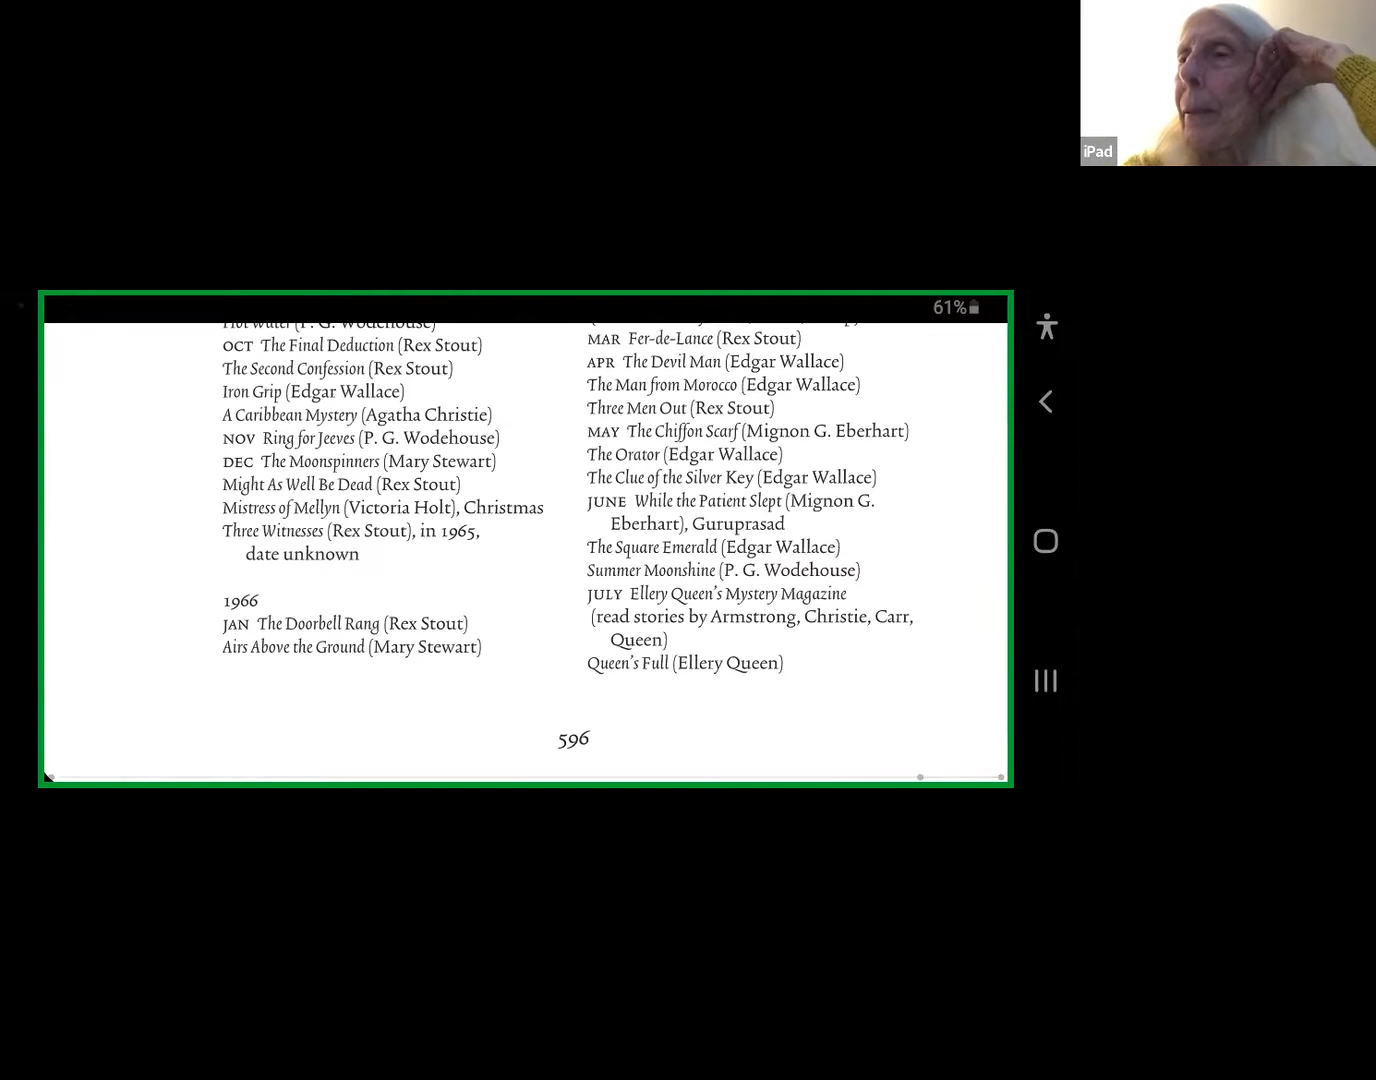 iPad
61%
Hot Water (P. G. Wodehouse)
OCT The Final Deduction (Rex Stout)
The Second Confession (Rex Stout)
Iron Grip (Edgar Wallace)
A Caribbean Mystery (Agatha Christie)
NOV Ring for Jeeves (P. G. Wodehouse)
DEC The Moonspinners (Mary Stewart)
Might As Well Be Dead (Rex Stout)
Mistress of Mellyn (Victoria Holt), Christmas
Three Witnesses (Rex Stout), in 1965,
date unknown
1966
JAN The Doorbell Rang (Rex Stout)
Airs Above the Ground (Mary Stewart)
MAR Fer-de-Lance (Rex Stout)
APR The Devil Man (Edgar Wallace)
The Man from Morocco (Edgar Wallace)
Three Men Out (Rex Stout)
MAY The Chiffon Scarf (Mignon G. Eberhart)
The Orator (Edgar Wallace)
The Clue of the Silver Key (Edgar Wallace)
JUNE While the Patient Slept (Mignon G.
Eberhart), Guruprasad
The Square Emerald (Edgar Wallace)
Summer Moonshine (P. G. Wodehouse)
JULY Ellery Queen's Mystery Magazine
(read stories by Armstrong, Christie, Carr,
Queen)
Queen's Full (Ellery Queen)
596